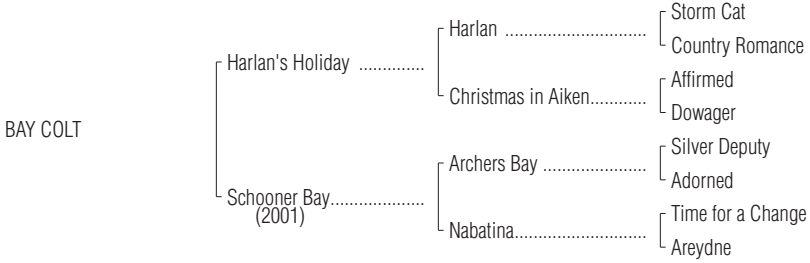 Storm Cat
Harlan ..............................
Country Romance
Harlan's Holiday ..............
Affirmed
Christmas in Aiken............
Dowager
BAY COLT
Silver Deputy
Archers Bay ......................
Adorned
Schooner Bay....................
(2001)
Time for a Change
Nabatina............................
Areydne